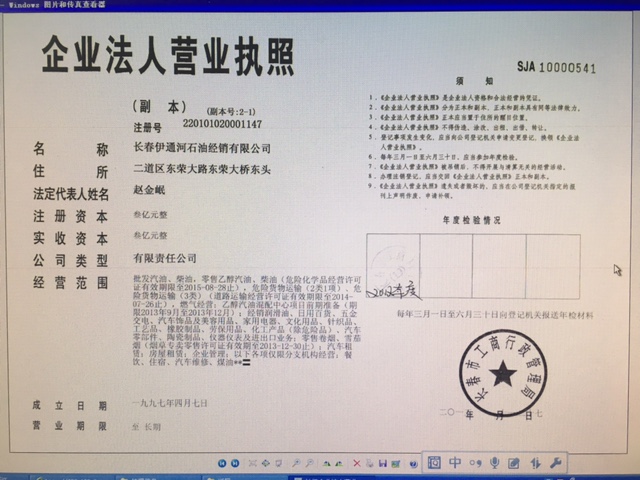 Windows 图片和传真查看器
企业法人营业执照
SJA 10000541
(副 本)
(副本号:2-1)
注册号 220101020001147
名称 长春伊通河石油经销有限公司
住所 二道区东荣大路东荣大桥东头
法定代表人姓名 赵金岷
注册资本 叁亿元整
实收资本 叁亿元整
公司类型 有限责任公司
经营范围 批发汽油、柴油,零售乙醇汽油,柴油(危险化学品经营许可
证有效期限至2015-08-28止),危险货物运输(2类1项)、危
险货物运输(3类)(道路运输经营许可证有效期限至2014-
07-26止),燃气经营;乙醇汽油混配中心项目前期准备(期
限2013年9月至2013年12月);经销润滑油、日用百货、五金
交电、汽车饰品及美容用品、家用电器、文化用品、针织品、
工艺品、橡胶制品、劳保用品、化工产品(除危险品)、汽车
零部件、陶瓷制品、仪器仪表及进出口业务;零售卷烟、雪茄
烟(烟草专卖零售许可证有效期至2013-12-30止);汽车租
赁;房屋租赁;企业管理;以下各项仅限分支机构经营:餐
饮、住宿、汽车维修、煤油**
成立日期 一九九七年四月七日
营业期限 至 长期
须 知
1.《企业法人营业执照》是企业法人资格和合法经营的凭证。
2.《企业法人营业执照》分为正本和副本,正本和副本具有同等法律效力。
3.《企业法人营业执照》正本应当置于住所的醒目位置。
4.《企业法人营业执照》不得伪造、涂改、出租、出借、转让。
5.登记事项发生变化,应当向公司登记机关申请变更登记,换领《企业法
人营业执照》。
6.每年三月一日至六月三十日,应当参加年度检验。
7.《企业法人营业执照》被吊销后,不得开展与清算无关的经营活动。
8.办理注销登记,应当交回《企业法人营业执照》正本和副本。
9.《企业法人营业执照》遗失或者毁坏的,应当在公司登记机关指定的报
刊上声明作废,申请补领。
年度检验情况
2012年度
每年三月一日至六月三十日向登记机关报送年检材料
长春市工商行政管理局
年 月 日
中